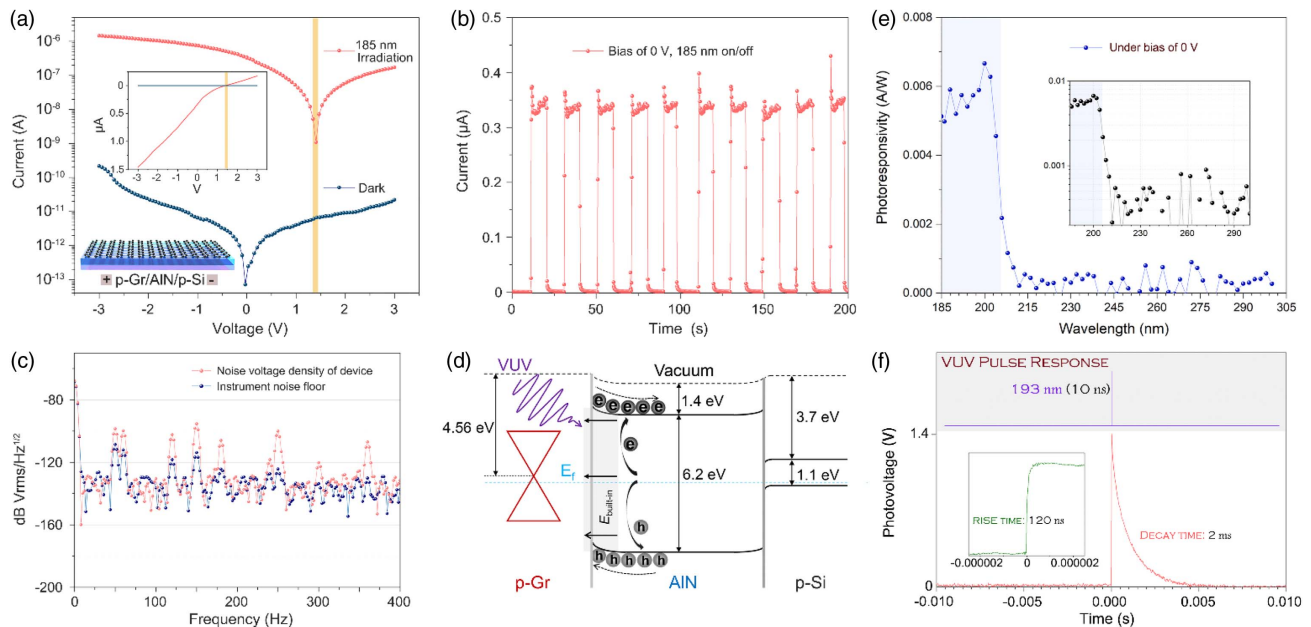 (a)
10⁻⁶
10⁻⁷
10⁻⁸
10⁻⁹
10⁻¹⁰
10⁻¹¹
10⁻¹²
10⁻¹³
Current (A)
185 nm
Irradiation
0
0.5
1.0
1.5
µA
-3 -2 -1 0 1 2 3
V
Dark
+ p-Gr/AlN/p-Si -
-3 -2 -1 0 1 2 3
Voltage (V)
(b)
Bias of 0 V, 185 nm on/off
0.5
0.4
0.3
0.2
0.1
0
Current (µA)
0 50 100 150 200
Time (s)
(e)
Under bias of 0 V
0.008
0.006
0.004
0.002
0.000
Photoresponsivity (A/W)
0.01
0.001
200 230 260 290
185 205 225 245 265 285 305
Wavelength (nm)
(c)
Noise voltage density of device
Instrument noise floor
-80
-120
-160
-200
dB Vrms/Hz^1/2
0 50 100 150 200 250 300 350 400
Frequency (Hz)
(d)
VUV
Vacuum
e e e e e
1.4 eV
4.56 eV
3.7 eV
e
E_f
6.2 eV
1.1 eV
E_built-in
h
h h h h h
p-Gr
AlN
p-Si
(f)
VUV PULSE RESPONSE
193 nm (10 ns)
1.4
0
Photovoltage (V)
RISE TIME: 120 ns
-0.000002 0 0.000002
DECAY TIME: 2 ms
-0.010 -0.005 0.000 0.005 0.010
Time (s)